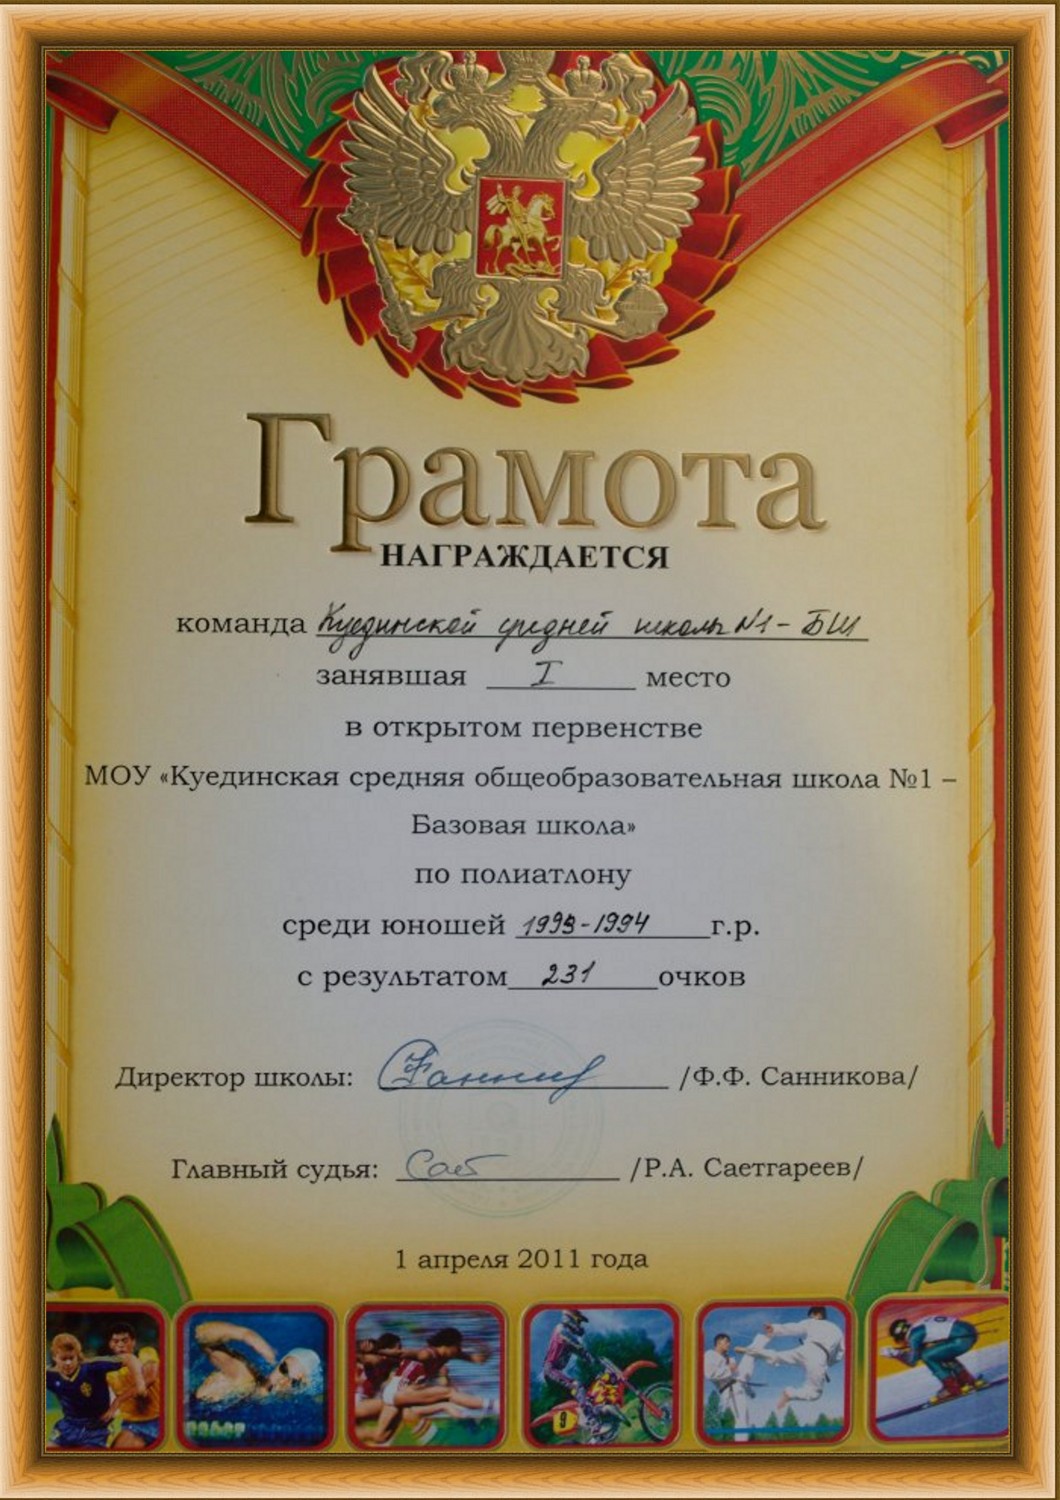 Грамота
НАГРАЖДАЕТСЯ
команда Куединской средней школы №1 - БШ
занявшая I место
в открытом первенстве
МОУ «Куединская средняя общеобразовательная школа №1 –
Базовая школа»
по полиатлону
среди юношей 1993-1994 г.р.
с результатом 231 очков
Директор школы: /Ф.Ф. Санникова/
Главный судья: Сает /Р.А. Саетгареев/
1 апреля 2011 года
9